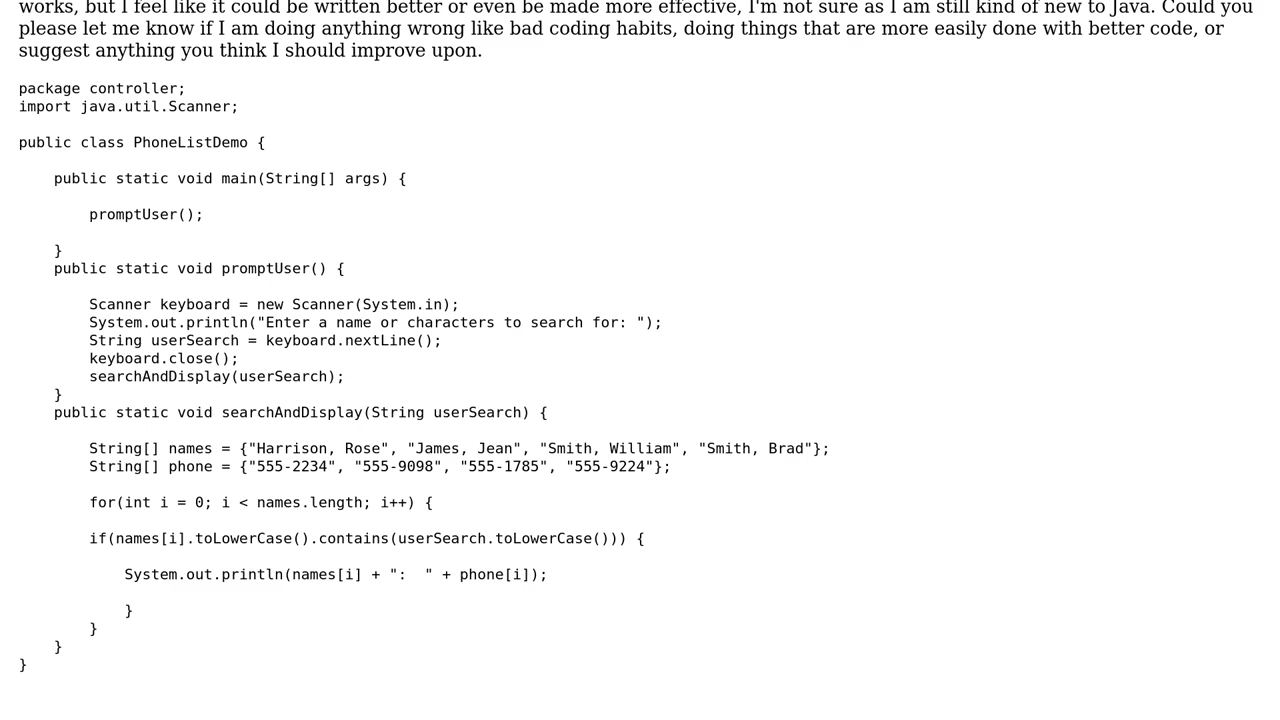 works, but I feel like it could be written better or even be made more effective, I'm not sure as I am still kind of new to Java. Could you
please let me know if I am doing anything wrong like bad coding habits, doing things that are more easily done with better code, or
suggest anything you think I should improve upon.
package controller;
import java.util.Scanner;
public class PhoneListDemo {
    public static void main(String[] args) {
        promptUser();
    }
    public static void promptUser() {
        Scanner keyboard = new Scanner(System.in);
        System.out.println("Enter a name or characters to search for: ");
        String userSearch = keyboard.nextLine();
        keyboard.close();
        searchAndDisplay(userSearch);
    }
    public static void searchAndDisplay(String userSearch) {
        String[] names = {"Harrison, Rose", "James, Jean", "Smith, William", "Smith, Brad"};
        String[] phone = {"555-2234", "555-9098", "555-1785", "555-9224"};
        for(int i = 0; i < names.length; i++) {
        if(names[i].toLowerCase().contains(userSearch.toLowerCase())) {
            System.out.println(names[i] + ":  " + phone[i]);
            }
        }
    }
}